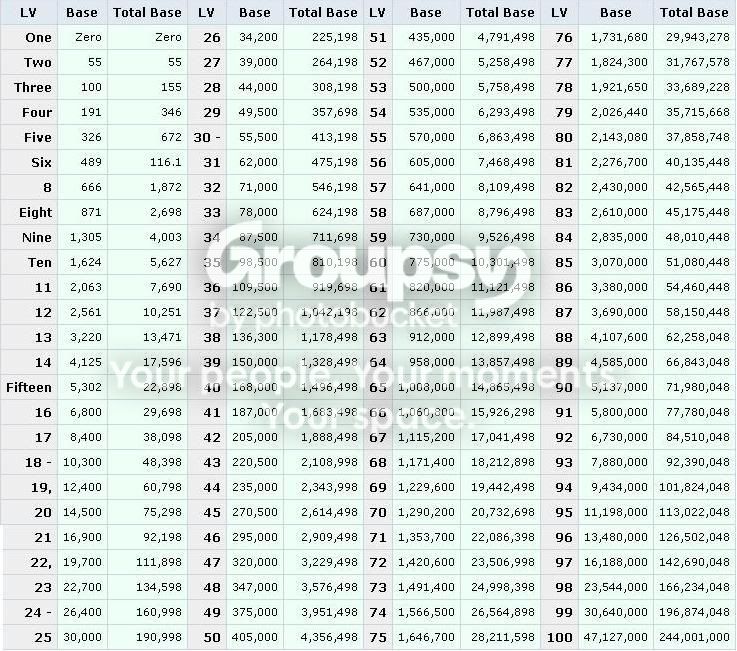 LV Base Total Base LV Base Total Base LV Base Total Base LV Base Total Base
One Zero Zero 26 34,200 225,198 51 435,000 4,791,498 76 1,731,680 29,943,278
Two 55 55 27 39,000 264,198 52 467,000 5,258,498 77 1,824,300 31,767,578
Three 100 155 28 44,000 308,198 53 500,000 5,758,498 78 1,921,650 33,689,228
Four 191 346 29 49,500 357,698 54 535,000 6,293,498 79 2,026,440 35,715,668
Five 326 672 30 - 55,500 413,198 55 570,000 6,863,498 80 2,143,080 37,858,748
Six 489 116.1 31 62,000 475,198 56 605,000 7,468,498 81 2,276,700 40,135,448
8 666 1,872 32 71,000 546,198 57 641,000 8,109,498 82 2,430,000 42,565,448
Eight 871 2,698 33 78,000 624,198 58 687,000 8,796,498 83 2,610,000 45,175,448
Nine 1,305 4,003 34 87,500 711,698 59 730,000 9,526,498 84 2,835,000 48,010,448
Ten 1,624 5,627 35 98,500 810,198 60 775,000 10,301,498 85 3,070,000 51,080,448
11 2,063 7,690 36 109,500 919,698 61 820,000 11,121,498 86 3,380,000 54,460,448
12 2,561 10,251 37 122,500 1,042,198 62 866,000 11,987,498 87 3,690,000 58,150,448
13 3,220 13,471 38 136,300 1,178,498 63 912,000 12,899,498 88 4,107,600 62,258,048
14 4,125 17,596 39 150,000 1,328,498 64 958,000 13,857,498 89 4,585,000 66,843,048
Fifteen 5,302 22,898 40 168,000 1,496,498 65 1,008,000 14,865,498 90 5,137,000 71,980,048
16 6,800 29,698 41 187,000 1,683,498 66 1,060,800 15,926,298 91 5,800,000 77,780,048
17 8,400 38,098 42 205,000 1,888,498 67 1,115,200 17,041,498 92 6,730,000 84,510,048
18 - 10,300 48,398 43 220,500 2,108,998 68 1,171,400 18,212,898 93 7,880,000 92,390,048
19, 12,400 60,798 44 235,000 2,343,998 69 1,229,600 19,442,498 94 9,434,000 101,824,048
20 14,500 75,298 45 270,500 2,614,498 70 1,290,200 20,732,698 95 11,198,000 113,022,048
21 16,900 92,198 46 295,000 2,909,498 71 1,353,700 22,086,398 96 13,480,000 126,502,048
22, 19,700 111,898 47 320,000 3,229,498 72 1,420,600 23,506,998 97 16,188,000 142,690,048
23 22,700 134,598 48 347,000 3,576,498 73 1,491,400 24,998,398 98 23,544,000 166,234,048
24 - 26,400 160,998 49 375,000 3,951,498 74 1,566,500 26,564,898 99 30,640,000 196,874,048
25 30,000 190,998 50 405,000 4,356,498 75 1,646,700 28,211,598 100 47,127,000 244,001,000
Groupsy
by photobucket
Your people. Your moments.
Your space.